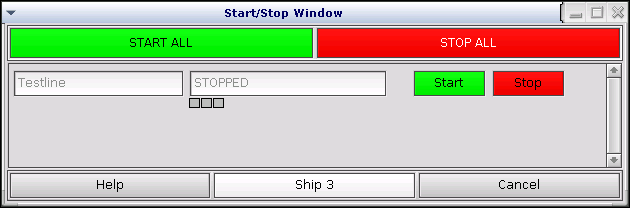 Start/Stop Window
START ALL
STOP ALL
Testline
STOPPED
Start
Stop
Help
Ship 3
Cancel